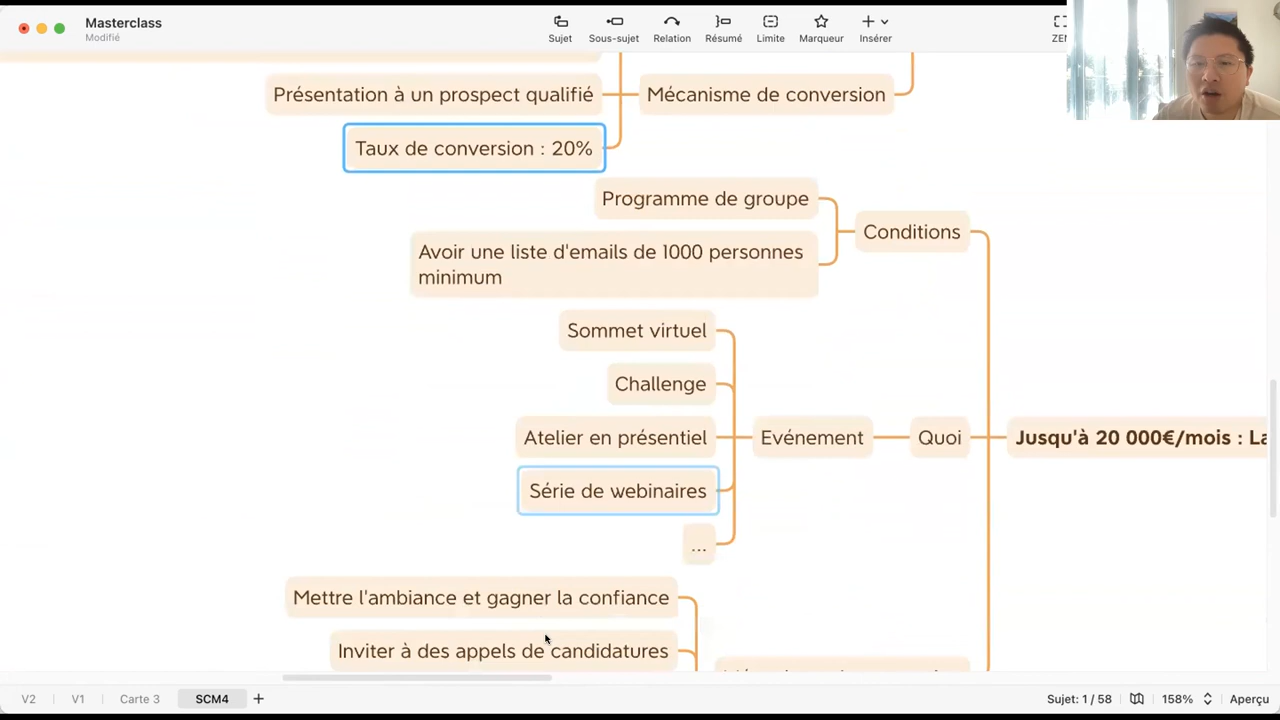 Masterclass
Modifié
Sujet
Sous-sujet
Relation
Résumé
Limite
Marqueur
Insérer
ZEN
Présentation à un prospect qualifié
Mécanisme de conversion
Taux de conversion : 20%
Programme de groupe
Conditions
Avoir une liste d'emails de 1000 personnes
minimum
Sommet virtuel
Challenge
Atelier en présentiel
Evénement
Quoi
Jusqu'à 20 000€/mois : La
Série de webinaires
...
Mettre l'ambiance et gagner la confiance
Inviter à des appels de candidatures
V2
V1
Carte 3
SCM4
Sujet: 1 / 58
158%
Aperçu